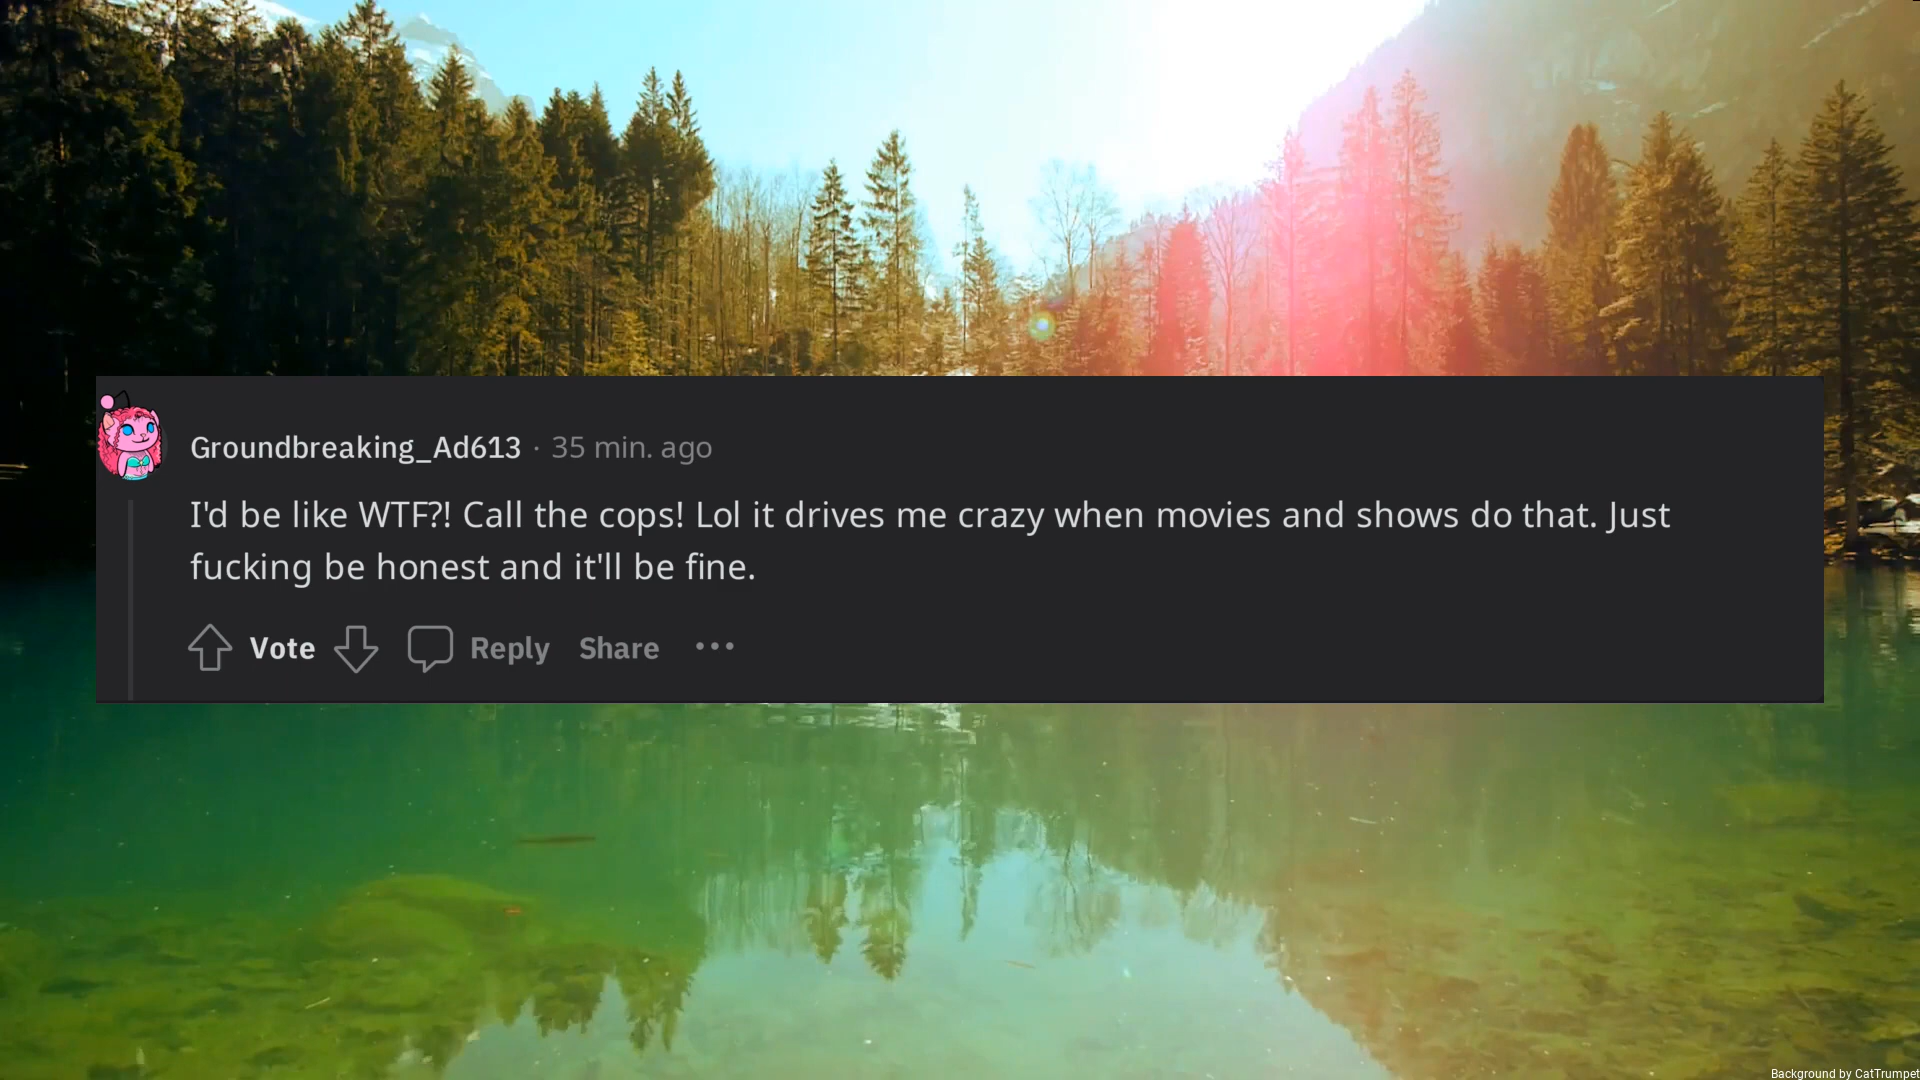 Groundbreaking_Ad613 · 35 min. ago
I'd be like WTF?! Call the cops! Lol it drives me crazy when movies and shows do that. Just
fucking be honest and it'll be fine.
Vote Reply Share ···
Background by CatTrumpet